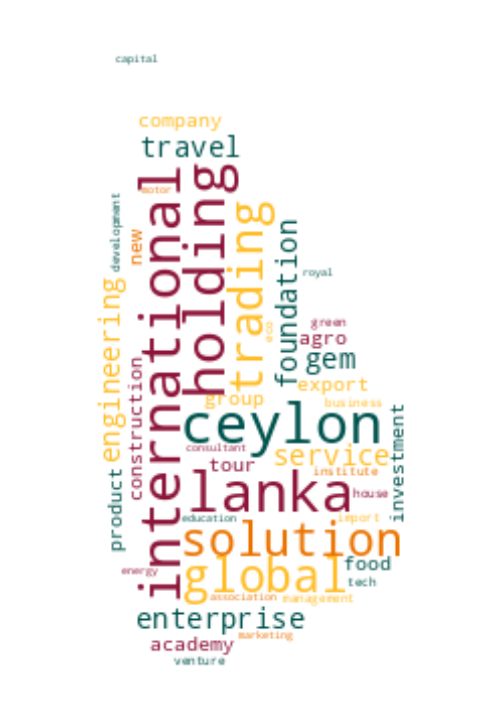 capital
company
travel
motor
international
holding
trading
development
new
foundation
royal
engineering
eco
green
agro
gem
construction
export
group
business
ceylon
investment
consultant
service
tour
institute
product
lanka
house
education
import
solution
energy
global
food
tech
association
management
enterprise
marketing
academy
venture